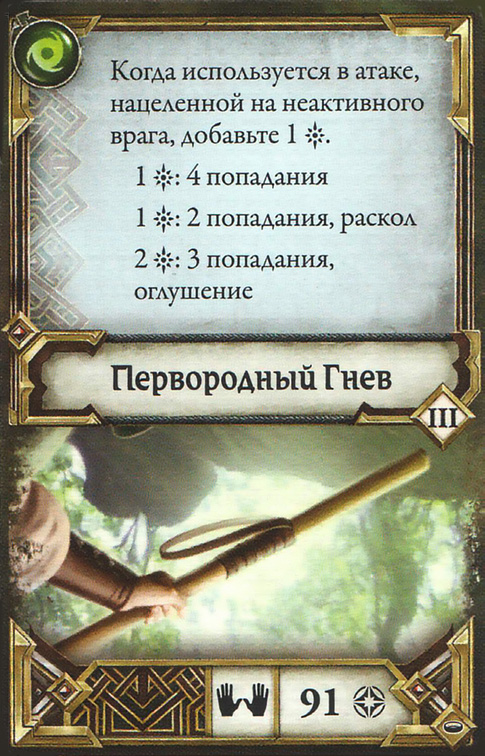 Когда используется в атаке,
нацеленной на неактивного
врага, добавьте 1 ☀.
1 ☀: 4 попадания
1 ☀: 2 попадания, раскол
2 ☀: 3 попадания,
оглушение
Первородный Гнев
III
91